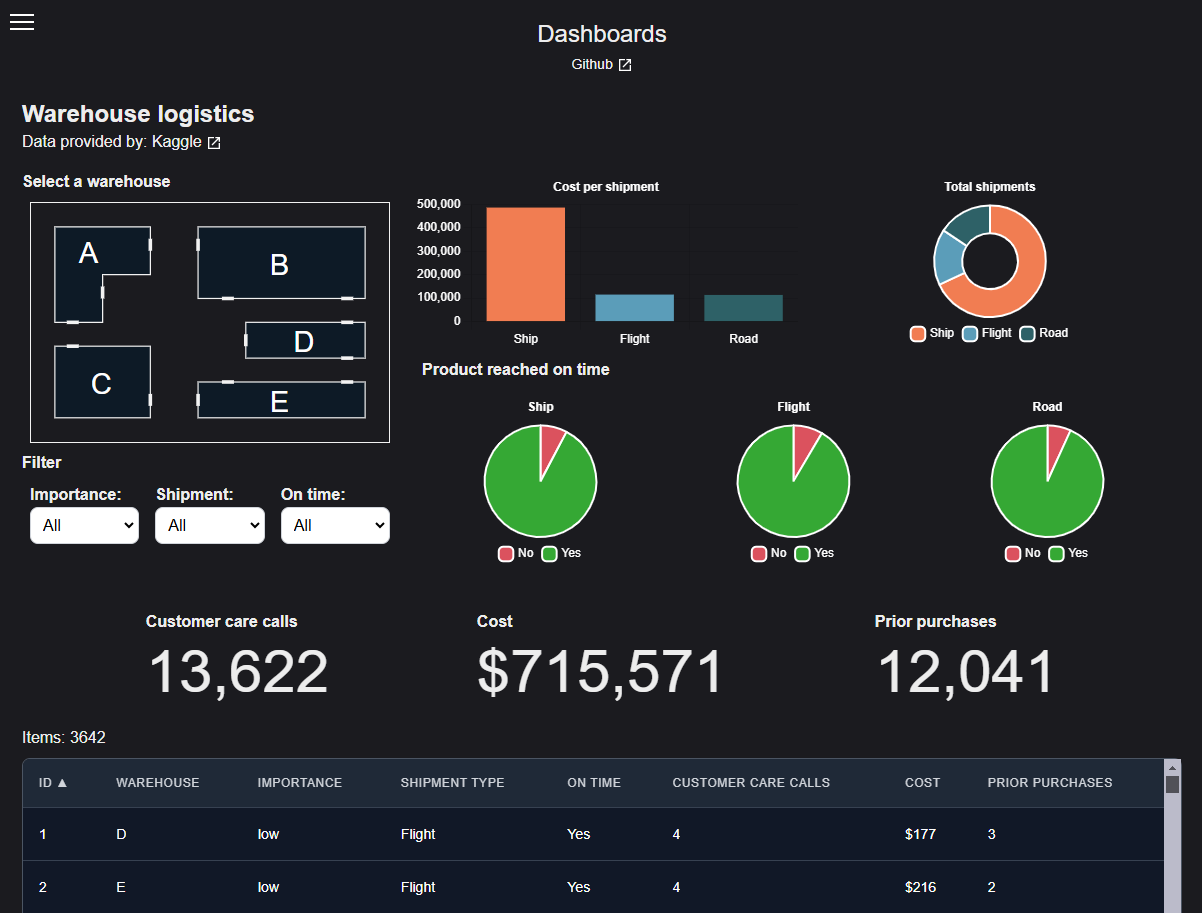 Dashboards
Github
Warehouse logistics
Data provided by: Kaggle
Select a warehouse
A
B
C
D
E
Filter
Importance: Shipment: On time:
All All All
Cost per shipment
500,000
400,000
300,000
200,000
100,000
0
Ship Flight Road
Total shipments
Ship Flight Road
Product reached on time
Ship Flight Road
No Yes No Yes No Yes
Customer care calls Cost Prior purchases
13,622 $715,571 12,041
Items: 3642
ID ▲ WAREHOUSE IMPORTANCE SHIPMENT TYPE ON TIME CUSTOMER CARE CALLS COST PRIOR PURCHASES
1 D low Flight Yes 4 $177 3
2 E low Flight Yes 4 $216 2